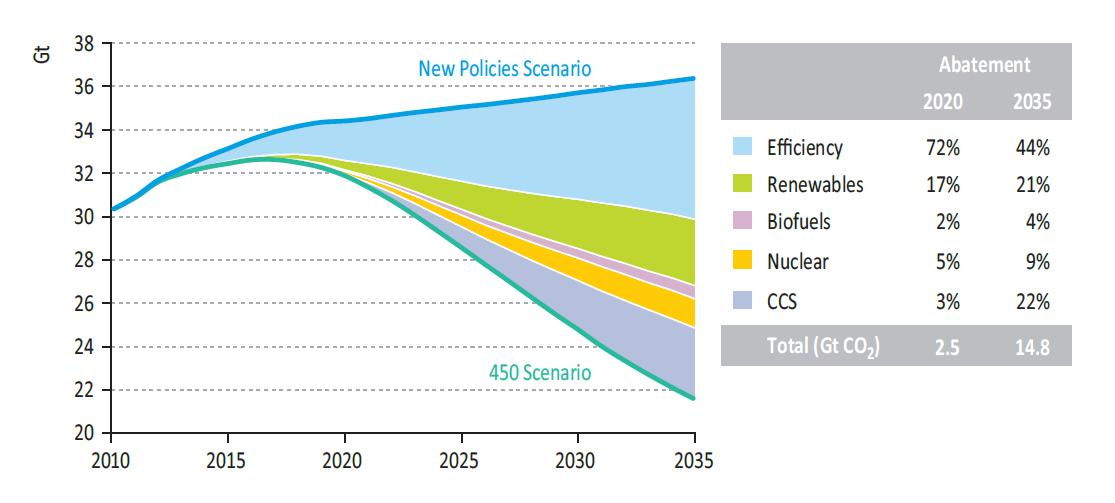 Gt
38
36
34
32
30
28
26
24
22
20
2010 2015 2020 2025 2030 2035
New Policies Scenario
450 Scenario
Abatement
2020 2035
Efficiency 72% 44%
Renewables 17% 21%
Biofuels 2% 4%
Nuclear 5% 9%
CCS 3% 22%
Total (Gt CO₂) 2.5 14.8